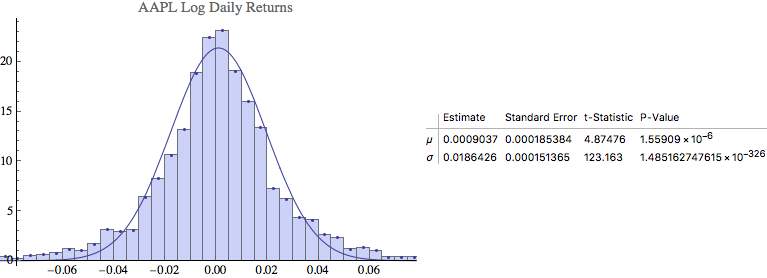 AAPL Log Daily Returns
20
15
10
5
0
−0.06 −0.04 −0.02 0.00 0.02 0.04 0.06
Estimate Standard Error t-Statistic P-Value
μ 0.0009037 0.000185384 4.87476 1.55909 × 10⁻⁶
σ 0.0186426 0.000151365 123.163 1.485162747615 × 10⁻³²⁶